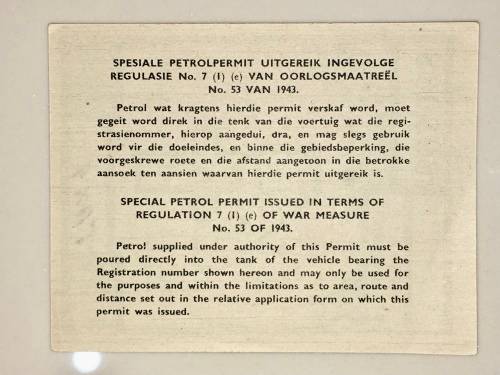 SPESIALE PETROLPERMIT UITGEREIK INGEVOLGE
REGULASIE No. 7 (1) (e) VAN OORLOGSMAATREËL
No. 53 VAN 1943.
Petrol wat kragtens hierdie permit verskaf word, moet
gegeit word direk in die tenk van die voertuig wat die regi-
strasienommer, hierop aangedui, dra, en mag slegs gebruik
word vir die doeleindes, en binne die gebiedsbeperking, die
voorgeskrewe roete en die afstand aangetoon in die betrokke
aansoek ten aansien waarvan hierdie permit uitgereik is.
SPECIAL PETROL PERMIT ISSUED IN TERMS OF
REGULATION 7 (1) (e) OF WAR MEASURE
No. 53 OF 1943.
Petrol supplied under authority of this Permit must be
poured directly into the tank of the vehicle bearing the
Registration number shown hereon and may only be used for
the purposes and within the limitations as to area, route and
distance set out in the relative application form on which this
permit was issued.